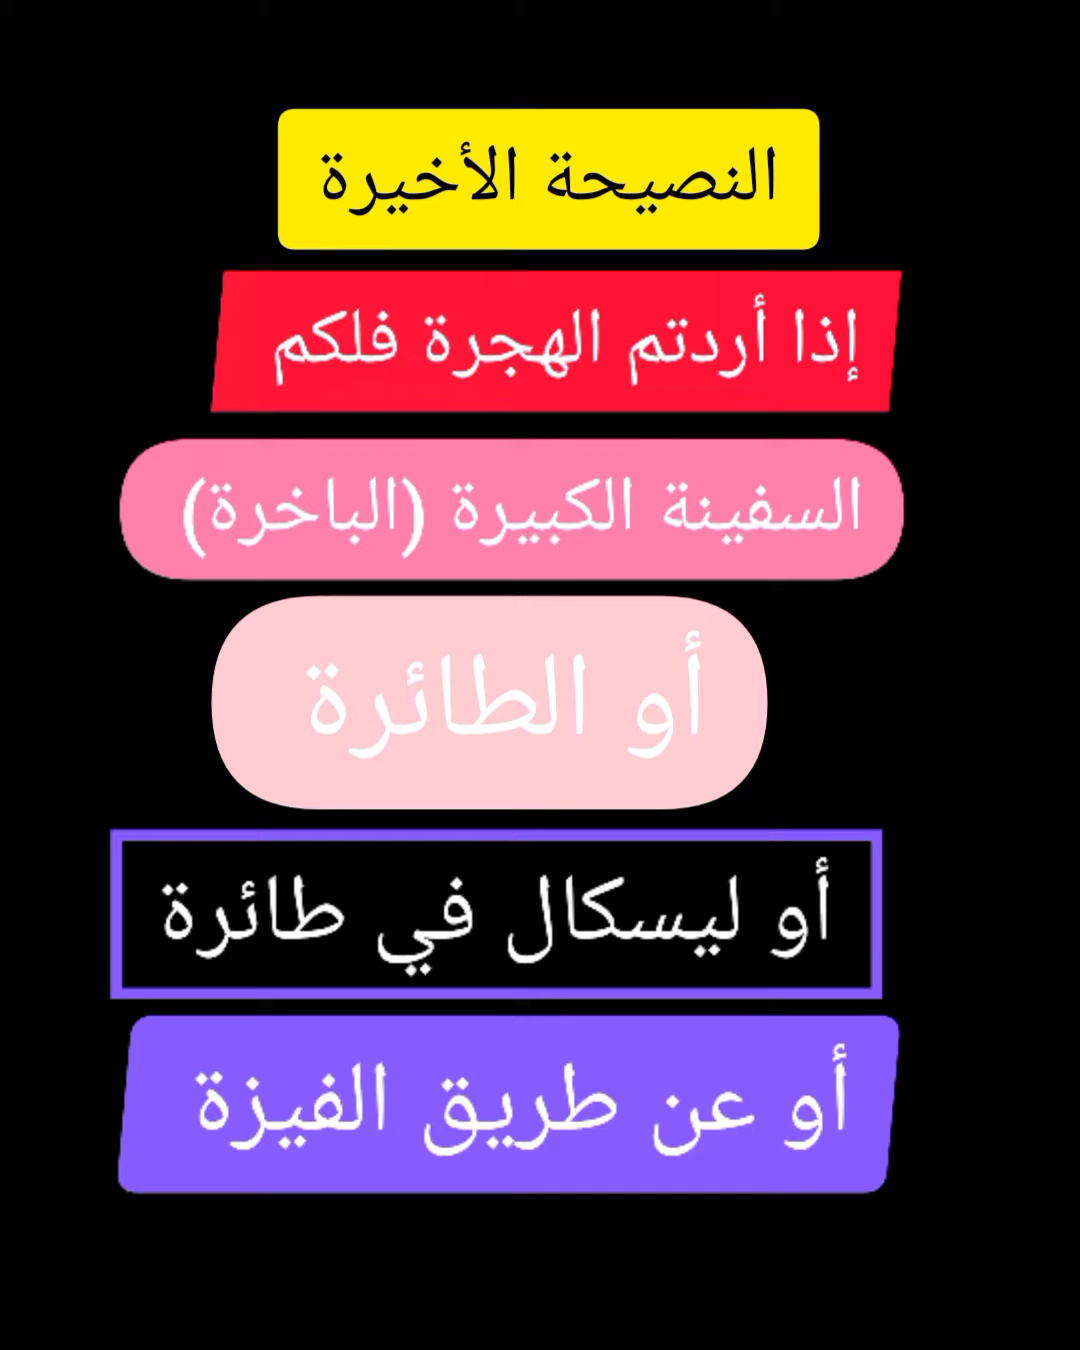 النصيحة الأخيرة
إذا أردتم الهجرة فلكم
السفينة الكبيرة (الباخرة)
أو الطائرة
أو ليسكال في طائرة
أو عن طريق الفيزة